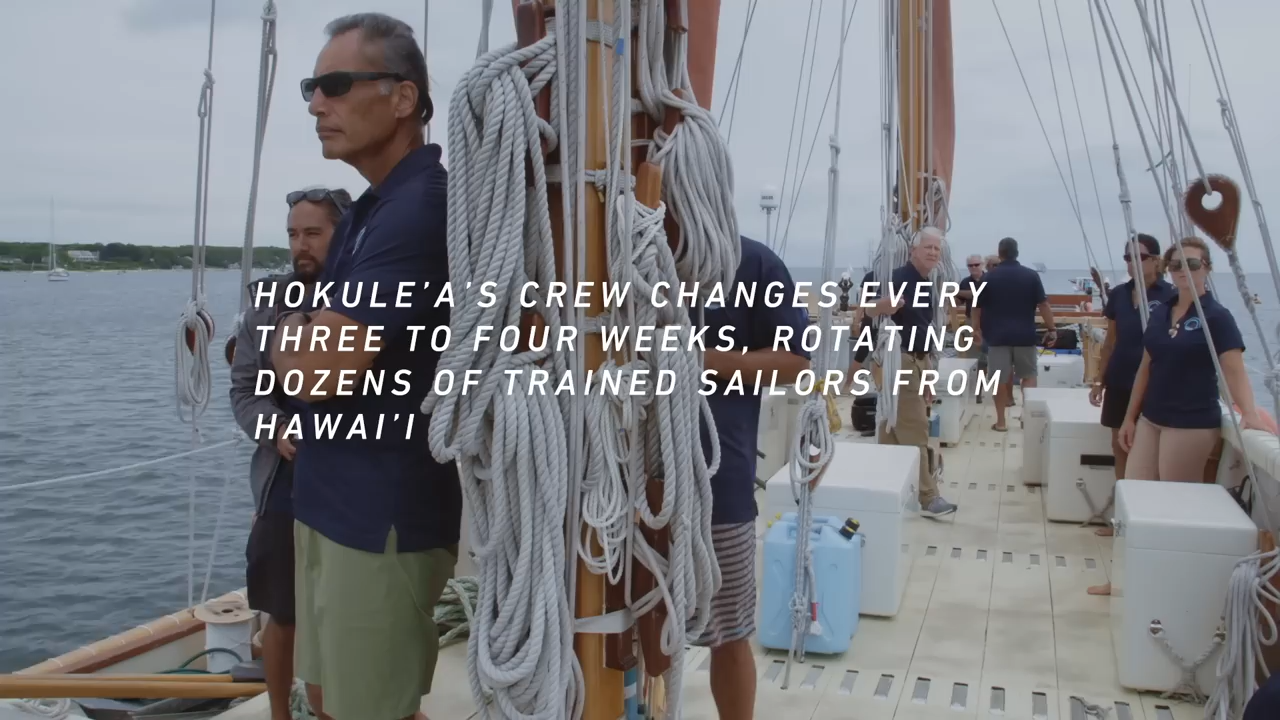 HOKULE’A’S CREW CHANGES EVERY
THREE TO FOUR WEEKS, ROTATING
DOZENS OF TRAINED SAILORS FROM
HAWAI’I